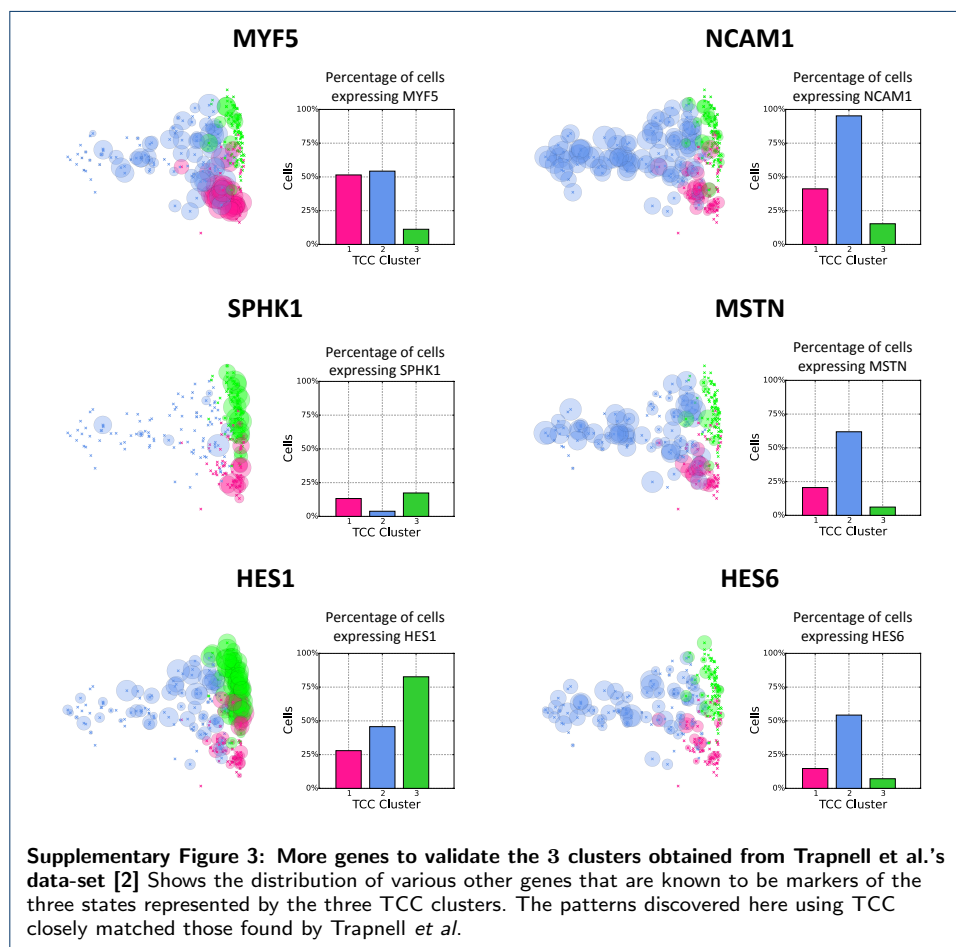 MYF5
NCAM1
Percentage of cells
expressing MYF5
100%
75%
50%
25%
0%
Cells
1 2 3
TCC Cluster
Percentage of cells
expressing NCAM1
100%
75%
50%
25%
0%
Cells
1 2 3
TCC Cluster
SPHK1
MSTN
Percentage of cells
expressing SPHK1
100%
75%
50%
25%
0%
Cells
1 2 3
TCC Cluster
Percentage of cells
expressing MSTN
100%
75%
50%
25%
0%
Cells
1 2 3
TCC Cluster
HES1
HES6
Percentage of cells
expressing HES1
100%
75%
50%
25%
0%
Cells
1 2 3
TCC Cluster
Percentage of cells
expressing HES6
100%
75%
50%
25%
0%
Cells
1 2 3
TCC Cluster
Supplementary Figure 3: More genes to validate the 3 clusters obtained from Trapnell et al.'s
data-set [2] Shows the distribution of various other genes that are known to be markers of the
three states represented by the three TCC clusters. The patterns discovered here using TCC
closely matched those found by Trapnell et al.